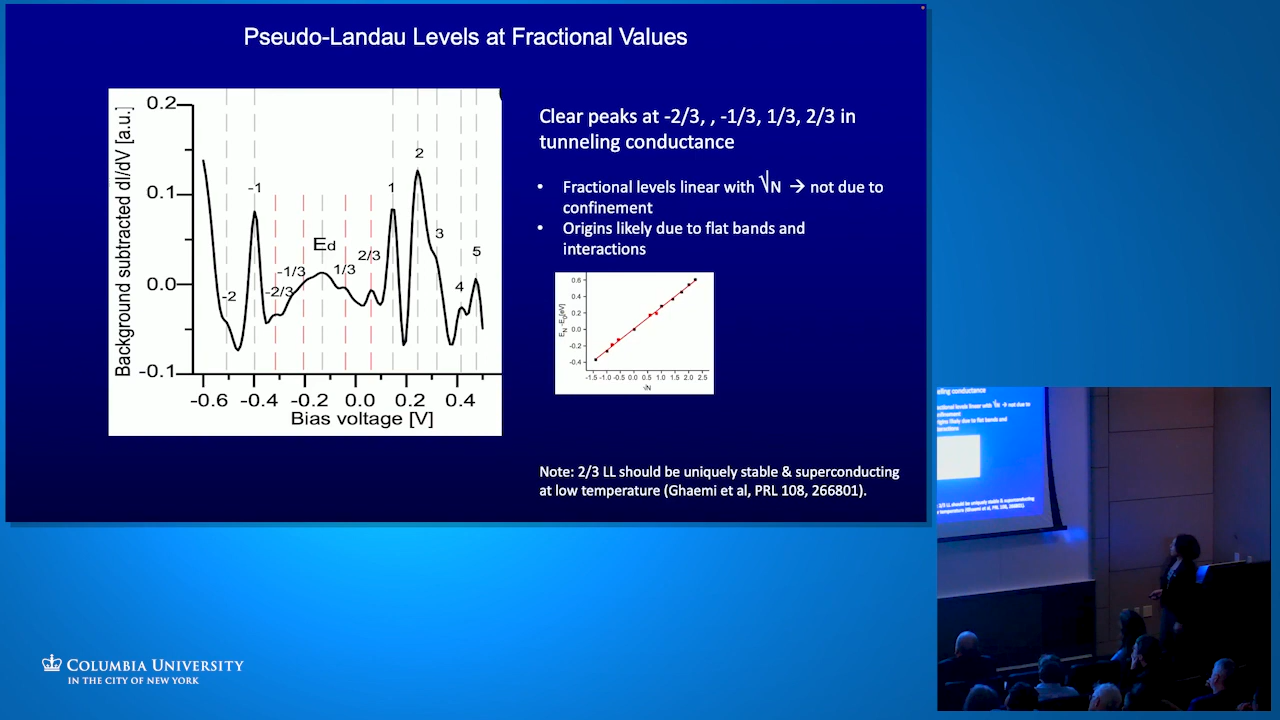 Pseudo-Landau Levels at Fractional Values
Background subtracted dI/dV [a.u.]
0.2
0.1
0.0
-0.1
-0.6 -0.4 -0.2 0.0 0.2 0.4
Bias voltage [V]
-2
-1
-2/3
-1/3
Ed
1/3
2/3
1
2
3
4
5
Clear peaks at -2/3, , -1/3, 1/3, 2/3 in
tunneling conductance
• Fractional levels linear with √N → not due to
confinement
• Origins likely due to flat bands and
interactions
EN -ED[eV]
0.6
0.4
0.2
0.0
-0.2
-0.4
-1.5 -1.0 -0.5 0.0 0.5 1.0 1.5 2.0 2.5
√N
Note: 2/3 LL should be uniquely stable & superconducting
at low temperature (Ghaemi et al, PRL 108, 266801).
COLUMBIA UNIVERSITY
IN THE CITY OF NEW YORK